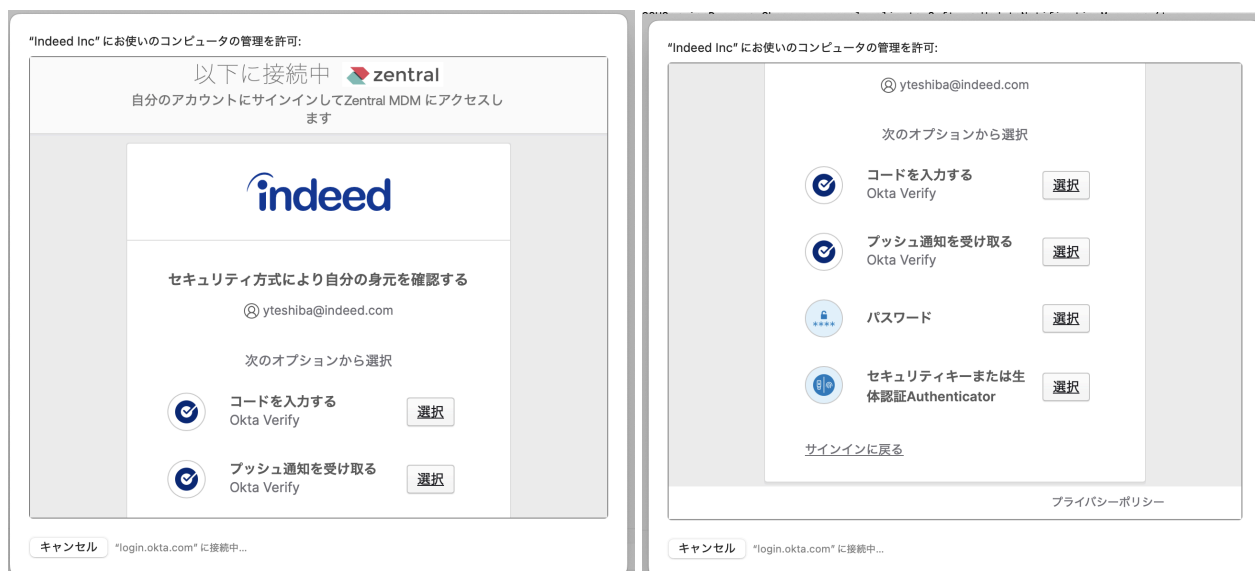 “Indeed Inc” にお使いのコンピュータの管理を許可:
以下に接続中 zentral
自分のアカウントにサインインしてZentral MDM にアクセスし
ます
indeed
セキュリティ方式により自分の身元を確認する
yteshiba@indeed.com
次のオプションから選択
コードを入力する
Okta Verify
選択
プッシュ通知を受け取る
Okta Verify
選択
キャンセル “login.okta.com” に接続中...
“Indeed Inc” にお使いのコンピュータの管理を許可:
yteshiba@indeed.com
次のオプションから選択
コードを入力する
Okta Verify
選択
プッシュ通知を受け取る
Okta Verify
選択
****
パスワード
選択
セキュリティキーまたは生
体認証Authenticator
選択
サインインに戻る
プライバシーポリシー
キャンセル “login.okta.com” に接続中...